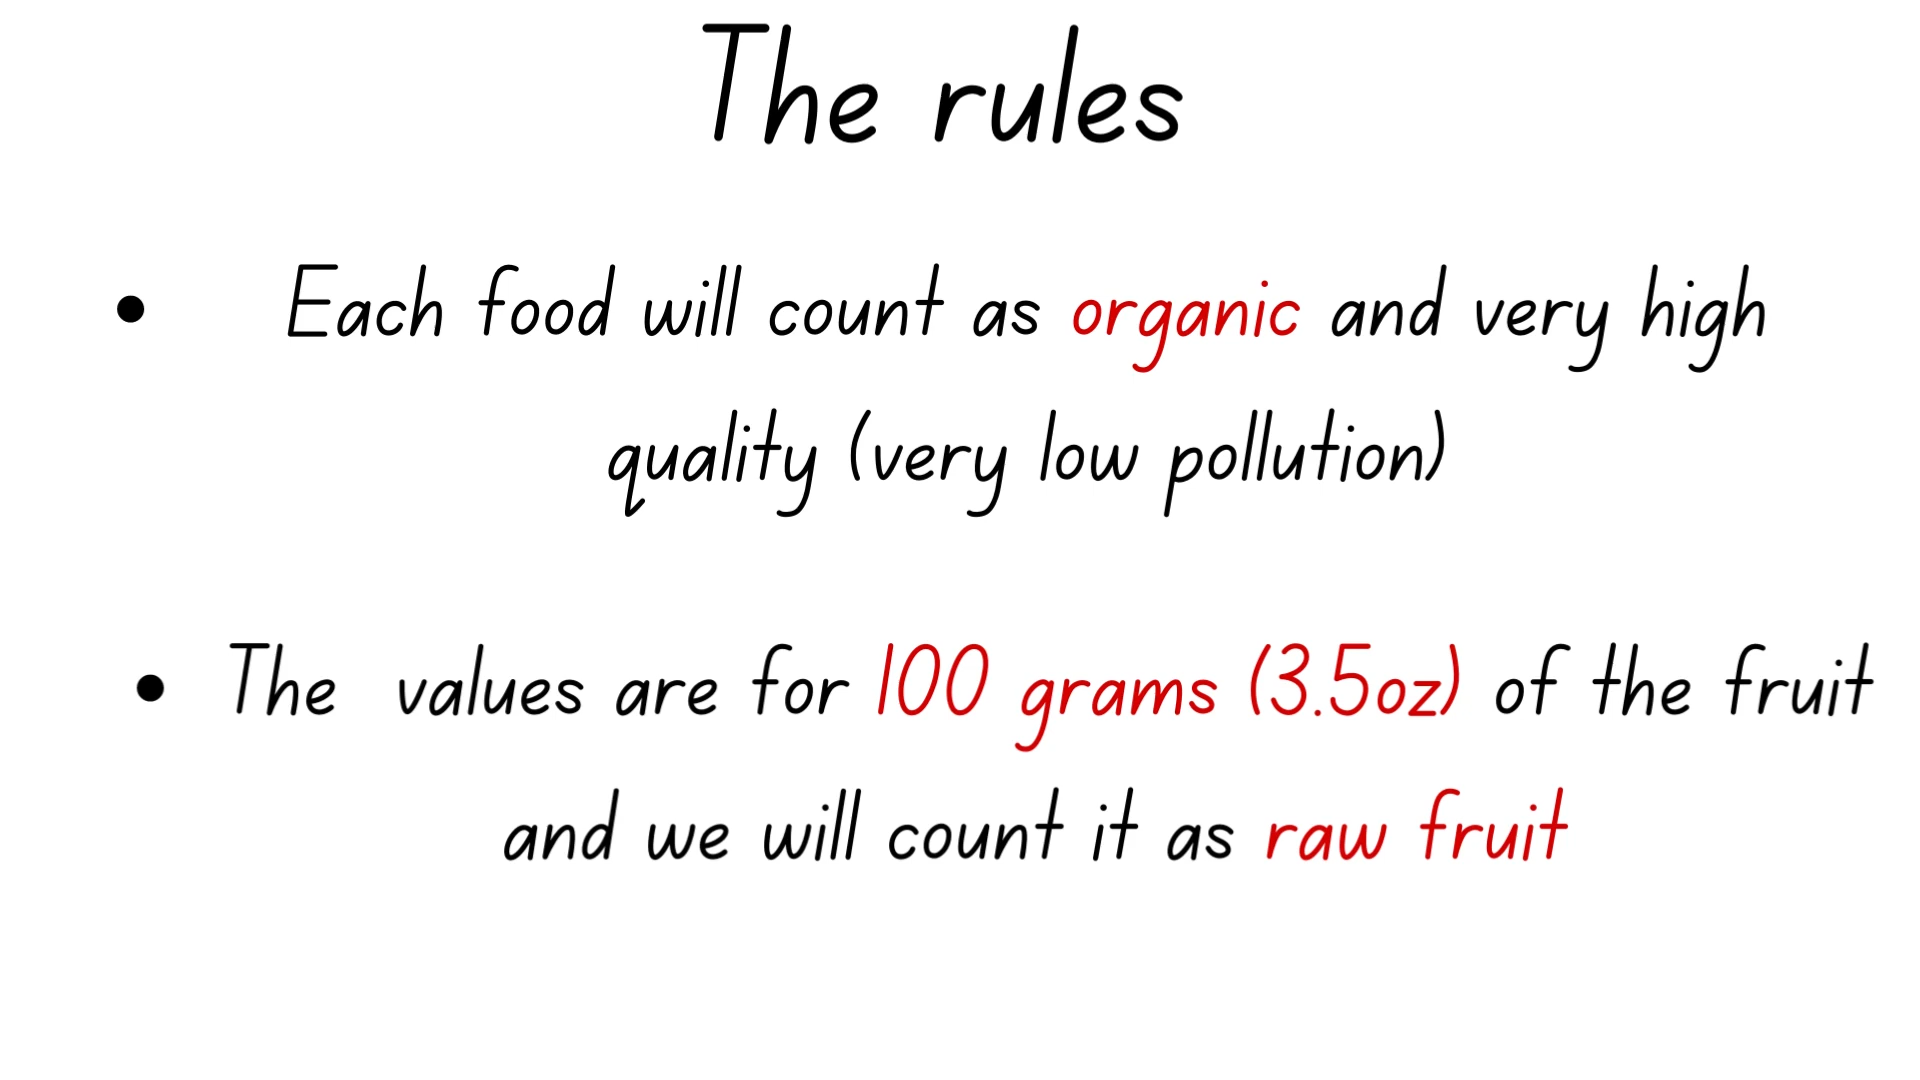 The rules
• Each food will count as organic and very high
quality (very low pollution)
• The values are for 100 grams (3.5oz) of the fruit
and we will count it as raw fruit